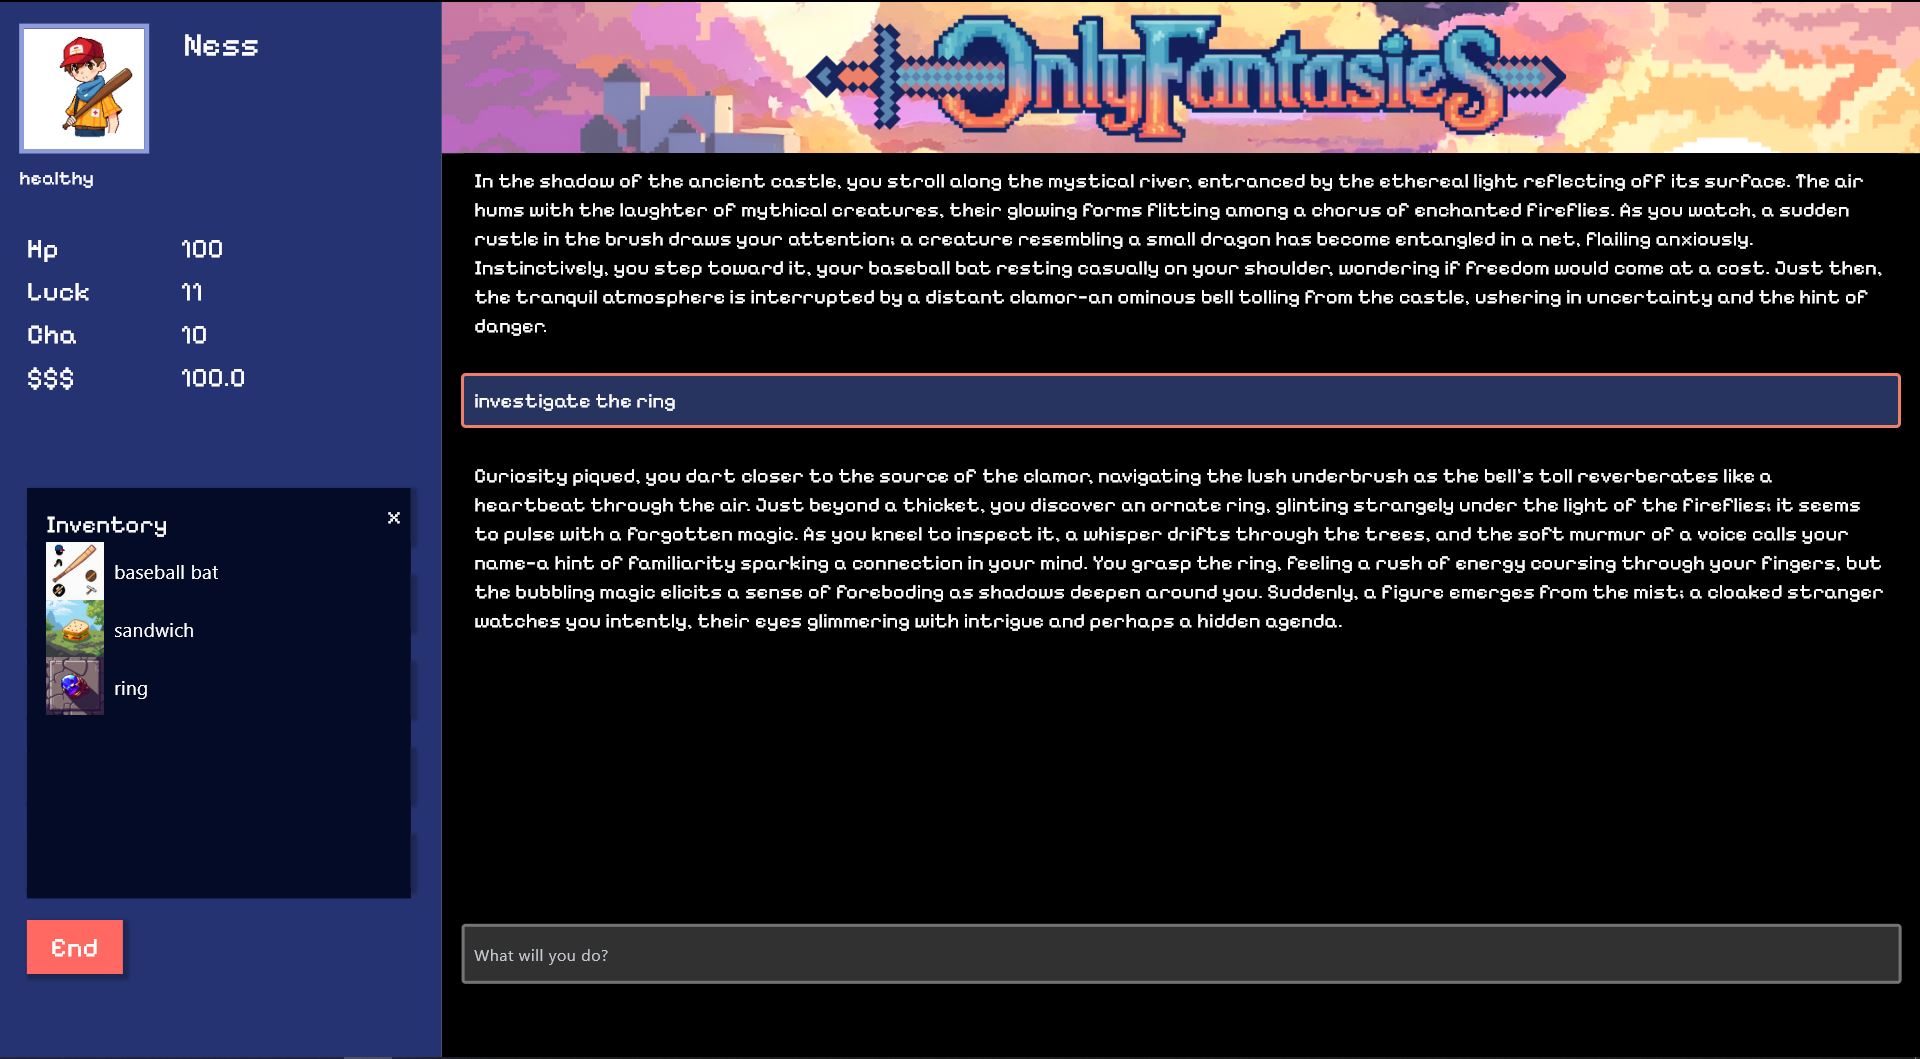 Ness
healthy
Hp 100
Luck 11
Cha 10
$$$ 100.0
Inventory ×
baseball bat
sandwich
ring
End
OnlyFantasies
In the shadow of the ancient castle, you stroll along the mystical river, entranced by the ethereal light reflecting off its surface. The air
hums with the laughter of mythical creatures, their glowing forms flitting among a chorus of enchanted fireflies. As you watch, a sudden
rustle in the brush draws your attention; a creature resembling a small dragon has become entangled in a net, flailing anxiously.
Instinctively, you step toward it, your baseball bat resting casually on your shoulder, wondering if freedom would come at a cost. Just then,
the tranquil atmosphere is interrupted by a distant clamor—an ominous bell tolling from the castle, ushering in uncertainty and the hint of
danger.
investigate the ring
Curiosity piqued, you dart closer to the source of the clamor, navigating the lush underbrush as the bell's toll reverberates like a
heartbeat through the air. Just beyond a thicket, you discover an ornate ring, glinting strangely under the light of the fireflies; it seems
to pulse with a forgotten magic. As you kneel to inspect it, a whisper drifts through the trees, and the soft murmur of a voice calls your
name—a hint of familiarity sparking a connection in your mind. You grasp the ring, feeling a rush of energy coursing through your fingers, but
the bubbling magic elicits a sense of foreboding as shadows deepen around you. Suddenly, a figure emerges from the mist; a cloaked stranger
watches you intently, their eyes glimmering with intrigue and perhaps a hidden agenda.
What will you do?